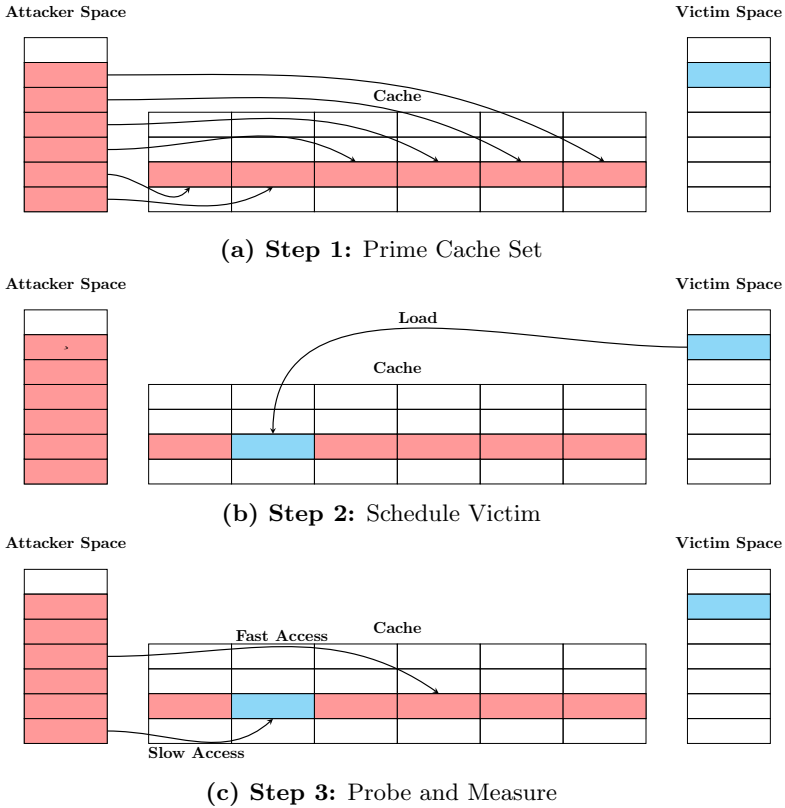 Attacker Space
Victim Space
Cache
(a) Step 1: Prime Cache Set
Attacker Space
Victim Space
Load
Cache
(b) Step 2: Schedule Victim
Attacker Space
Victim Space
Cache
Fast Access
Slow Access
(c) Step 3: Probe and Measure